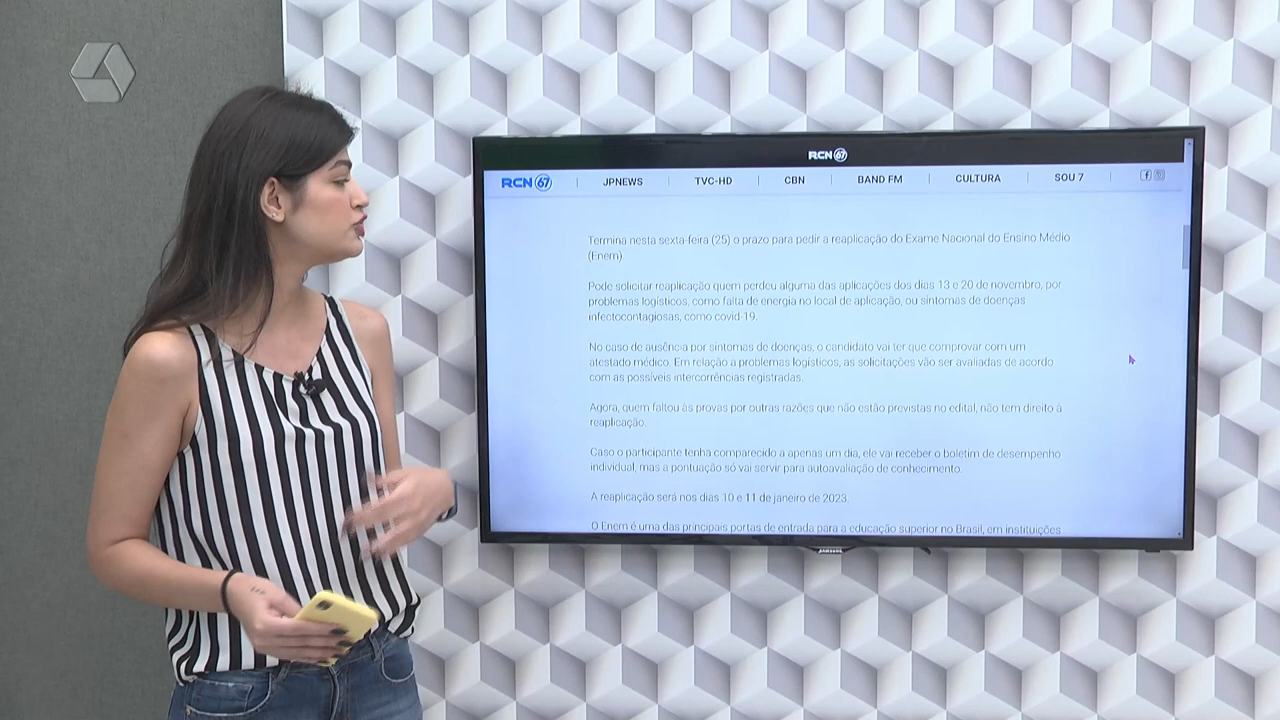 RCN 67
RCN 67 JPNEWS TVC-HD CBN BAND FM CULTURA SOU 7
Termina nesta sexta-feira (25) o prazo para pedir a reaplicação do Exame Nacional do Ensino Médio
(Enem).
Pode solicitar reaplicação quem perdeu alguma das aplicações dos dias 13 e 20 de novembro, por
problemas logísticos, como falta de energia no local de aplicação, ou sintomas de doenças
infectocontagiosas, como covid-19.
No caso de ausência por sintomas de doenças, o candidato vai ter que comprovar com um
atestado médico. Em relação a problemas logísticos, as solicitações vão ser avaliadas de acordo
com as possíveis intercorrências registradas.
Agora, quem faltou às provas por outras razões que não estão previstas no edital, não tem direito à
reaplicação.
Caso o participante tenha comparecido a apenas um dia, ele vai receber o boletim de desempenho
individual, mas a pontuação só vai servir para autoavaliação de conhecimento.
A reaplicação será nos dias 10 e 11 de janeiro de 2023.
O Enem é uma das principais portas de entrada para a educação superior no Brasil, em instituições
SAMSUNG